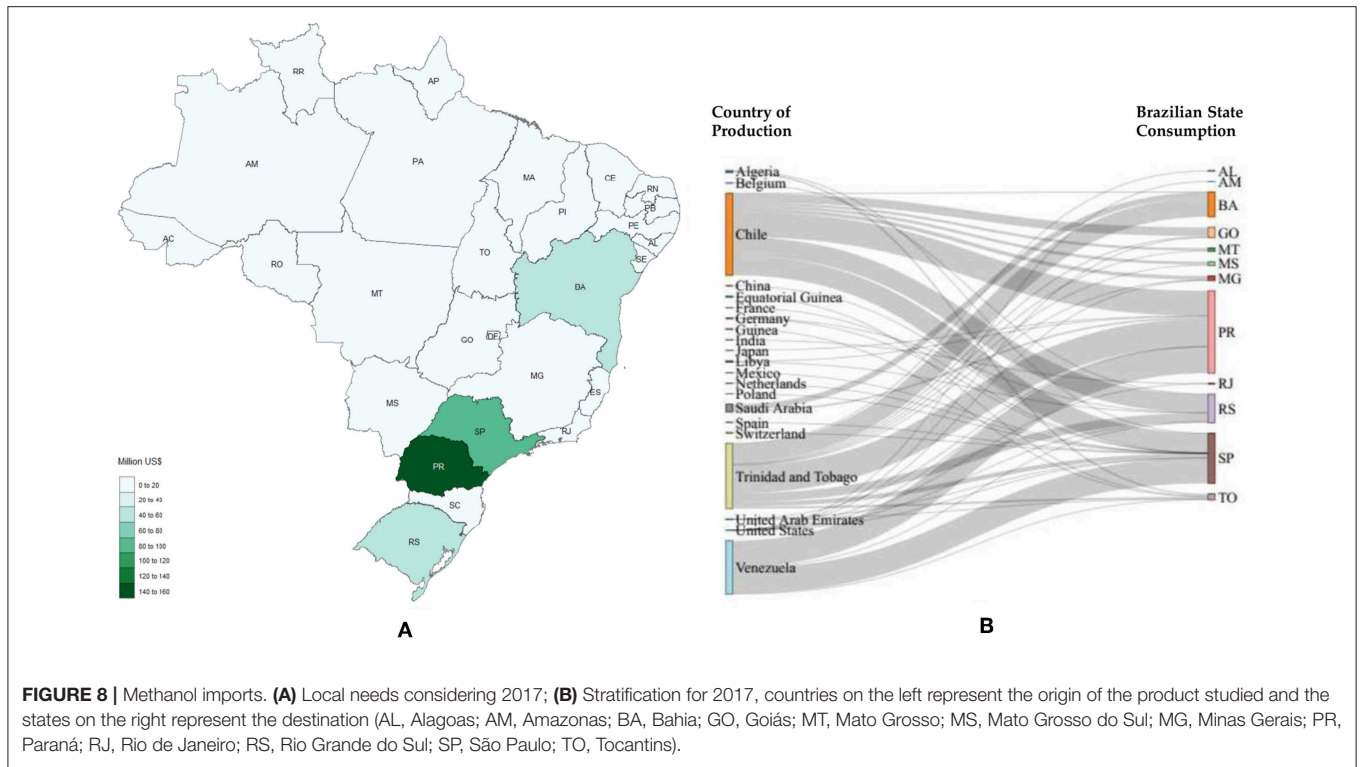 RR
AP
AM
PA
MA
CE
RN
PB
PI
PE
AL
SE
AC
TO
RO
BA
MT
GO
DF
MG
ES
MS
SP
RJ
PR
SC
RS
Million US$
0 to 20
20 to 40
40 to 60
60 to 80
80 to 100
100 to 120
120 to 140
140 to 160
A
Country of
Production
Brazilian State
Consumption
Algeria
Belgium
Chile
China
Equatorial Guinea
France
Germany
Guinea
India
Japan
Libya
Mexico
Netherlands
Poland
Saudi Arabia
Spain
Switzerland
Trinidad and Tobago
United Arab Emirates
United States
Venezuela
AL
AM
BA
GO
MT
MS
MG
PR
RJ
RS
SP
TO
B
FIGURE 8 | Methanol imports. (A) Local needs considering 2017; (B) Stratification for 2017, countries on the left represent the origin of the product studied and the
states on the right represent the destination (AL, Alagoas; AM, Amazonas; BA, Bahia; GO, Goiás; MT, Mato Grosso; MS, Mato Grosso do Sul; MG, Minas Gerais; PR,
Paraná; RJ, Rio de Janeiro; RS, Rio Grande do Sul; SP, São Paulo; TO, Tocantins).